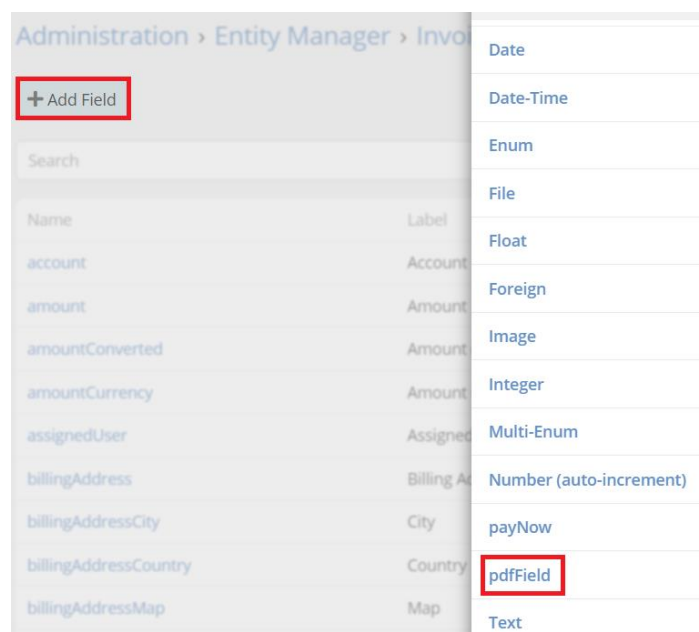 Administration › Entity Manager › Invoi
+ Add Field
Search
Name Label
account Account
amount Amount
amountConverted Amount
amountCurrency Amount
assignedUser Assigned
billingAddress Billing Ad
billingAddressCity City
billingAddressCountry Country
billingAddressMap Map
Date
Date-Time
Enum
File
Float
Foreign
Image
Integer
Multi-Enum
Number (auto-increment)
payNow
pdfField
Text